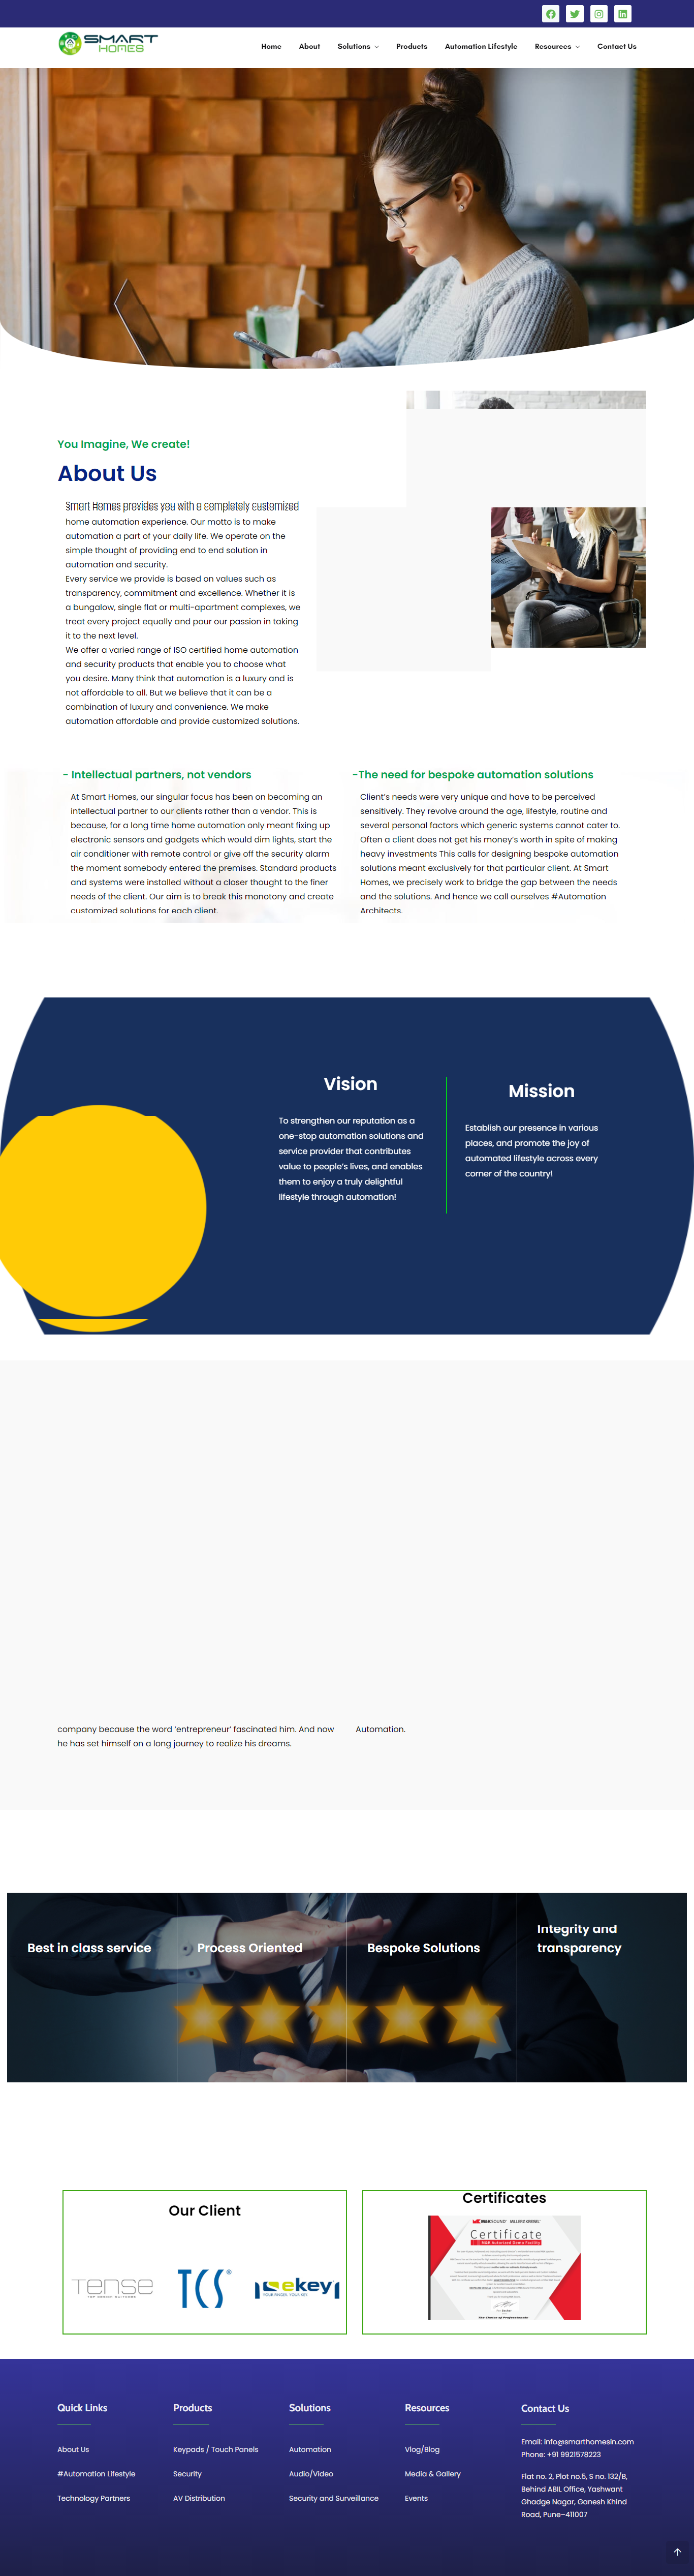 SMART
HOMES
Home
About
Solutions
Products
Automation Lifestyle
Resources
Contact Us
You Imagine, We create!
About Us
Smart Homes provides you with a completely customized
home automation experience. Our motto is to make
automation a part of your daily life. We operate on the
simple thought of providing end to end solution in
automation and security.
Every service we provide is based on values such as
transparency, commitment and excellence. Whether it is
a bungalow, single flat or multi-apartment complexes, we
treat every project equally and pour our passion in taking
it to the next level.
We offer a varied range of ISO certified home automation
and security products that enable you to choose what
you desire. Many think that automation is a luxury and is
not affordable to all. But we believe that it can be a
combination of luxury and convenience. We make
automation affordable and provide customized solutions.
- Intellectual partners, not vendors
At Smart Homes, our singular focus has been on becoming an
intellectual partner to our clients rather than a vendor. This is
because, for a long time home automation only meant fixing up
electronic sensors and gadgets which would dim lights, start the
air conditioner with remote control or give off the security alarm
the moment somebody entered the premises. Standard products
and systems were installed without a closer thought to the finer
needs of the client. Our aim is to break this monotony and create
customized solutions for each client.
-The need for bespoke automation solutions
Client's needs were very unique and have to be perceived
sensitively. They revolve around the age, lifestyle, routine and
several personal factors which generic systems cannot cater to.
Often a client does not get his money's worth in spite of making
heavy investments This calls for designing bespoke automation
solutions meant exclusively for that particular client. At Smart
Homes, we precisely work to bridge the gap between the needs
and the solutions. And hence we call ourselves #Automation
Architects.
Vision
To strengthen our reputation as a
one-stop automation solutions and
service provider that contributes
value to people's lives, and enables
them to enjoy a truly delightful
lifestyle through automation!
Mission
Establish our presence in various
places, and promote the joy of
automated lifestyle across every
corner of the country!
company because the word 'entrepreneur' fascinated him. And now
he has set himself on a long journey to realize his dreams.
Automation.
Best in class service
Process Oriented
Bespoke Solutions
Integrity and
transparency
Our Client
tense
TCS
ekey
Certificates
Certificate
Quick Links
About Us
#Automation Lifestyle
Technology Partners
Products
Keypads / Touch Panels
Security
AV Distribution
Solutions
Automation
Audio/Video
Security and Surveillance
Resources
Vlog/Blog
Media & Gallery
Events
Contact Us
Email: info@smarthomesin.com
Phone: +91 9921578223
Flat no. 2, Plot no.5, S no. 132/B,
Behind ABIL Office, Yashwant
Ghadge Nagar, Ganesh Khind
Road, Pune–411007